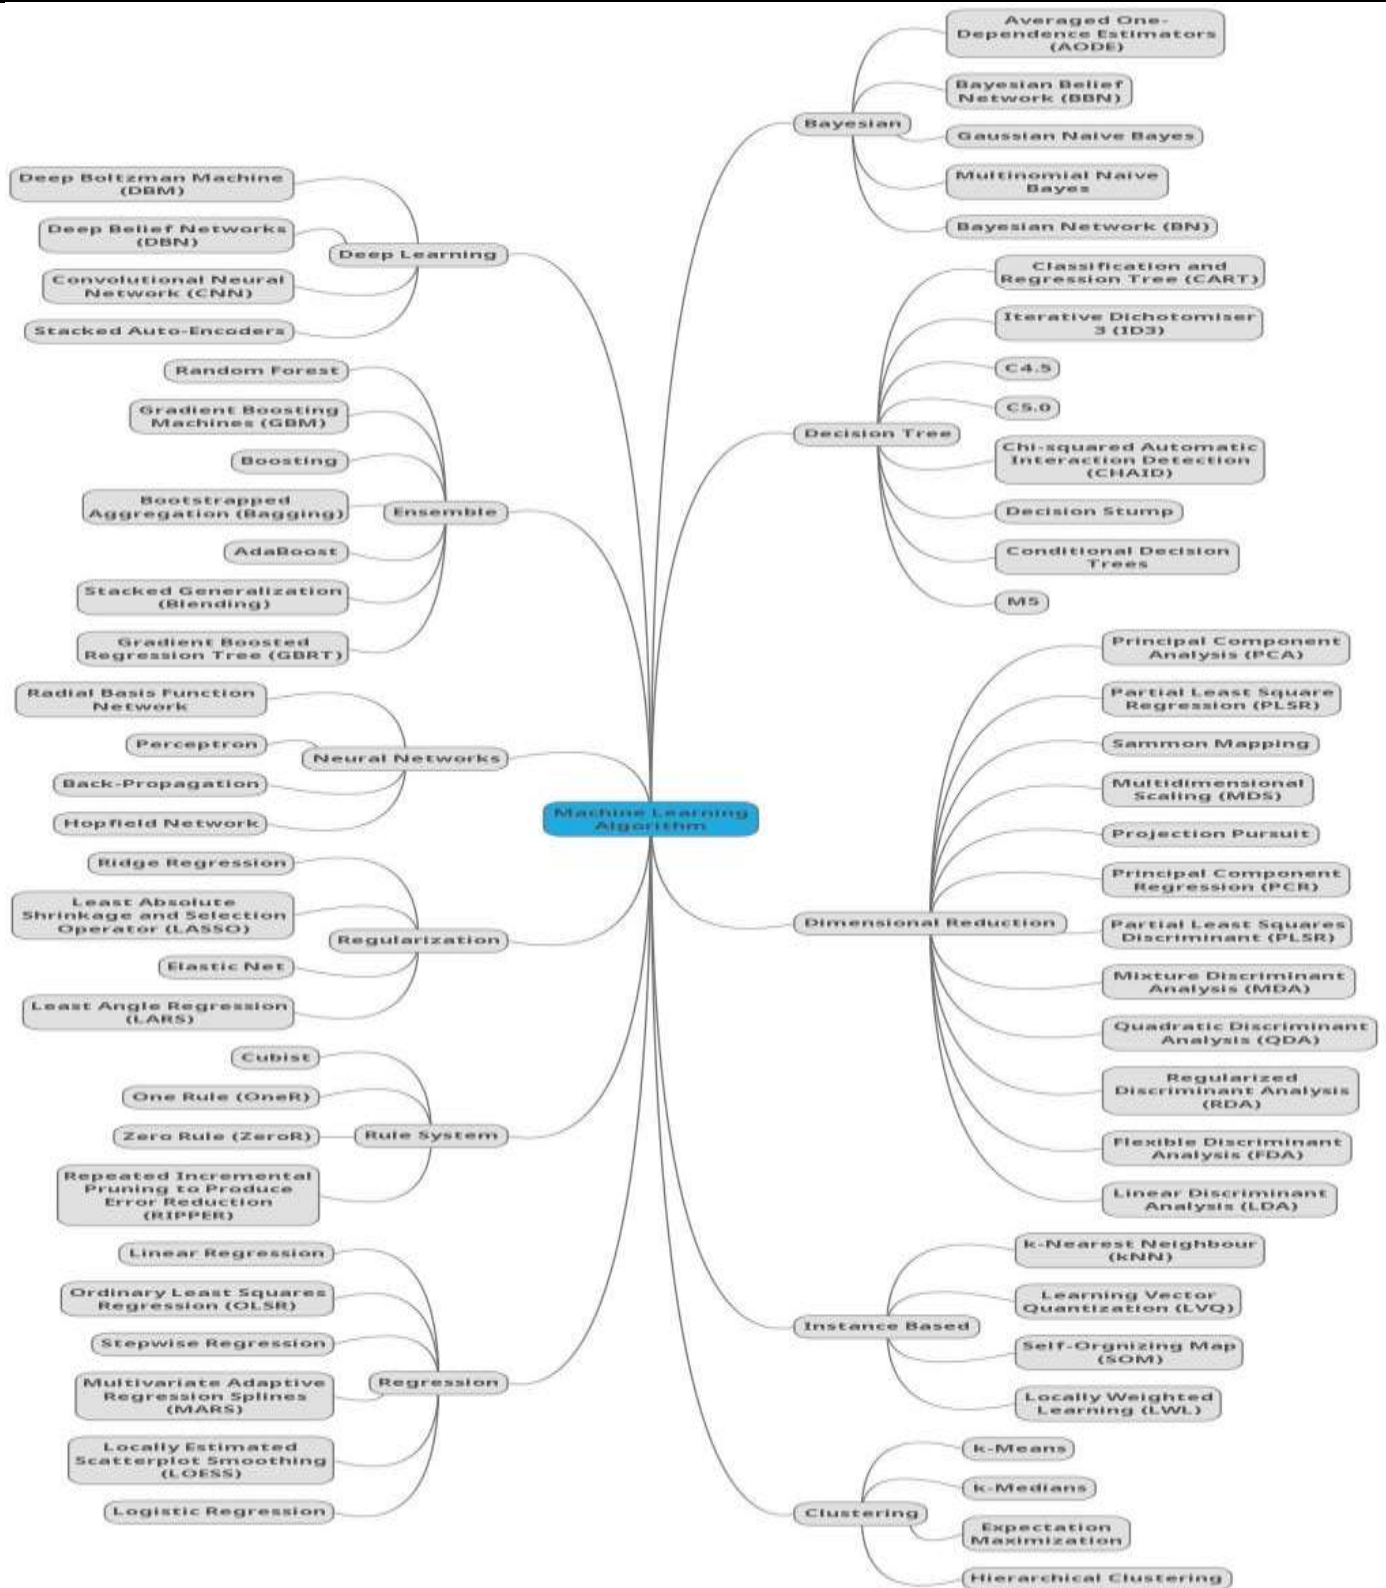 Machine Learning
Algorithm
Deep Learning
Deep Boltzman Machine
(DBM)
Deep Belief Networks
(DBN)
Convolutional Neural
Network (CNN)
Stacked Auto-Encoders
Ensemble
Random Forest
Gradient Boosting
Machines (GBM)
Boosting
Bootstrapped
Aggregation (Bagging)
AdaBoost
Stacked Generalization
(Blending)
Gradient Boosted
Regression Tree (GBRT)
Neural Networks
Radial Basis Function
Network
Perceptron
Back-Propagation
Hopfield Network
Regularization
Ridge Regression
Least Absolute
Shrinkage and Selection
Operator (LASSO)
Elastic Net
Least Angle Regression
(LARS)
Rule System
Cubist
One Rule (OneR)
Zero Rule (ZeroR)
Repeated Incremental
Pruning to Produce
Error Reduction
(RIPPER)
Regression
Linear Regression
Ordinary Least Squares
Regression (OLSR)
Stepwise Regression
Multivariate Adaptive
Regression Splines
(MARS)
Locally Estimated
Scatterplot Smoothing
(LOESS)
Logistic Regression
Bayesian
Averaged One-
Dependence Estimators
(AODE)
Bayesian Belief
Network (BBN)
Gaussian Naive Bayes
Multinomial Naive
Bayes
Bayesian Network (BN)
Decision Tree
Classification and
Regression Tree (CART)
Iterative Dichotomiser
3 (ID3)
C4.5
C5.0
Chi-squared Automatic
Interaction Detection
(CHAID)
Decision Stump
Conditional Decision
Trees
M5
Dimensional Reduction
Principal Component
Analysis (PCA)
Partial Least Square
Regression (PLSR)
Sammon Mapping
Multidimensional
Scaling (MDS)
Projection Pursuit
Principal Component
Regression (PCR)
Partial Least Squares
Discriminant (PLSR)
Mixture Discriminant
Analysis (MDA)
Quadratic Discriminant
Analysis (QDA)
Regularized
Discriminant Analysis
(RDA)
Flexible Discriminant
Analysis (FDA)
Linear Discriminant
Analysis (LDA)
Instance Based
k-Nearest Neighbour
(kNN)
Learning Vector
Quantization (LVQ)
Self-Orgnizing Map
(SOM)
Locally Weighted
Learning (LWL)
Clustering
k-Means
k-Medians
Expectation
Maximization
Hierarchical Clustering